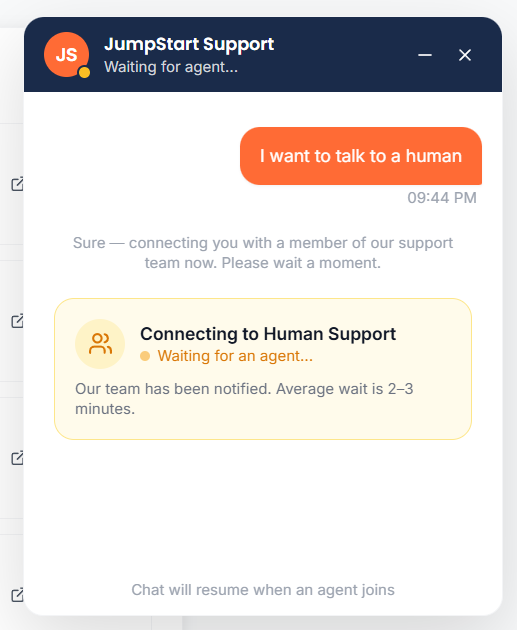 JS
JumpStart Support
Waiting for agent...
I want to talk to a human
09:44 PM
Sure — connecting you with a member of our support
team now. Please wait a moment.
Connecting to Human Support
Waiting for an agent...
Our team has been notified. Average wait is 2–3
minutes.
Chat will resume when an agent joins